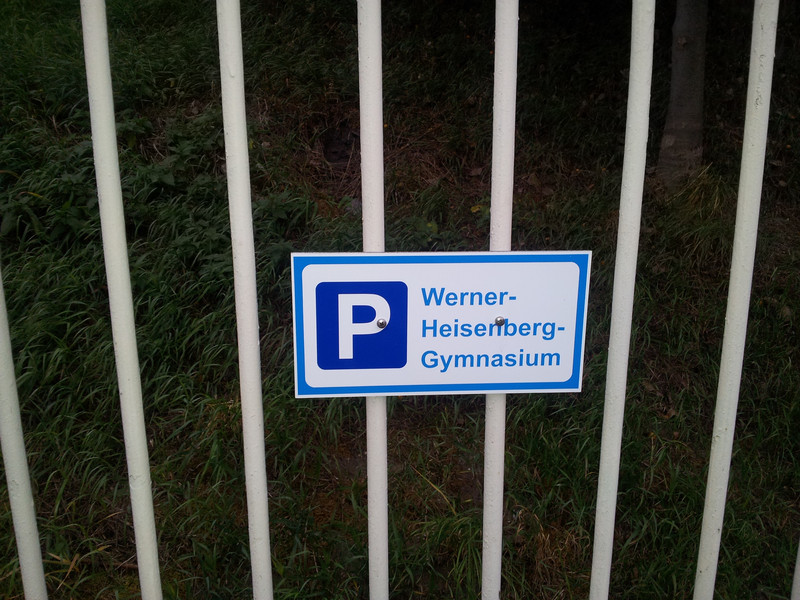 P
Werner-
Heisenberg-
Gymnasium